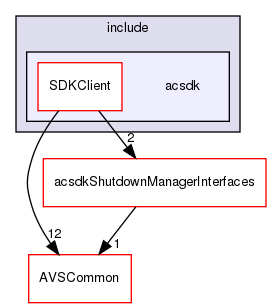 include
SDKClient
acsdk
2
acsdkShutdownManagerInterfaces
12
1
AVSCommon